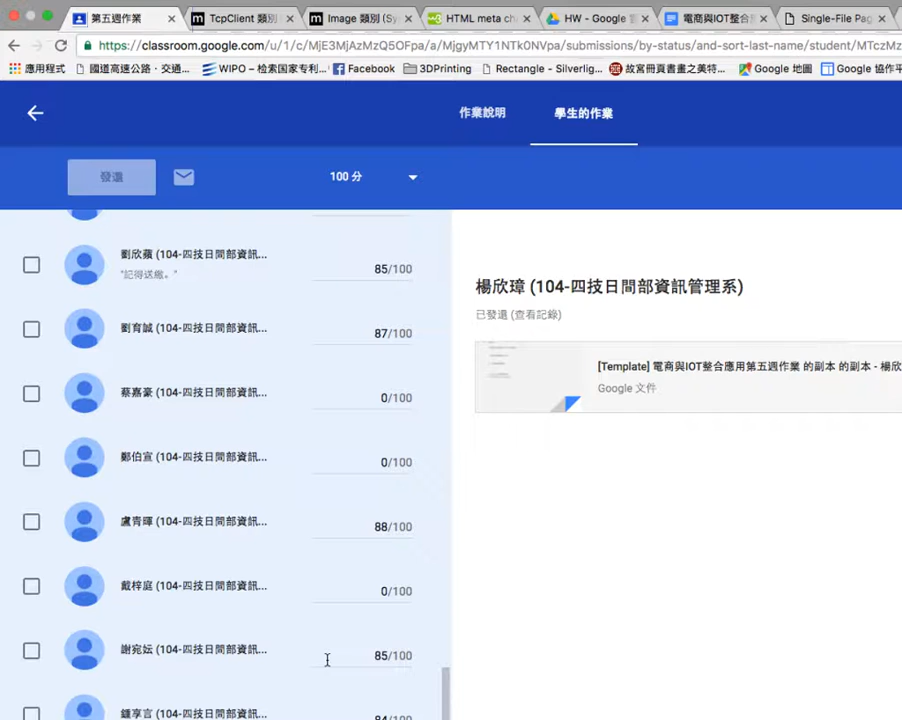 第五週作業
TcpClient 類別
Image 類別 (Sy
HTML meta ch
HW - Google 雲
電商與IOT整合應
Single-File Pag
https://classroom.google.com/u/1/c/MjE3MjAzMzQ5OFpa/a/MjgyMTY1NTk0NVpa/submissions/by-status/and-sort-last-name/student/MTczMz
應用程式
國道高速公路・交通...
WIPO – 检索国家专利...
Facebook
3DPrinting
Rectangle - Silverlig...
故宮冊頁書畫之美特...
Google 地圖
Google 協作平
作業說明
學生的作業
發還
100 分
劉欣蘋 (104-四技日間部資訊...
"記得送繳。"
85/100
劉育誠 (104-四技日間部資訊...
87/100
蔡嘉豪 (104-四技日間部資訊...
0/100
鄭伯宣 (104-四技日間部資訊...
0/100
盧青暉 (104-四技日間部資訊...
88/100
戴梓庭 (104-四技日間部資訊...
0/100
謝宛妘 (104-四技日間部資訊...
85/100
鍾享言 (104-四技日間部資訊...
84/100
楊欣璋 (104-四技日間部資訊管理系)
已發還 (查看記錄)
[Template] 電商與IOT整合應用第五週作業 的副本 的副本 - 楊欣
Google 文件